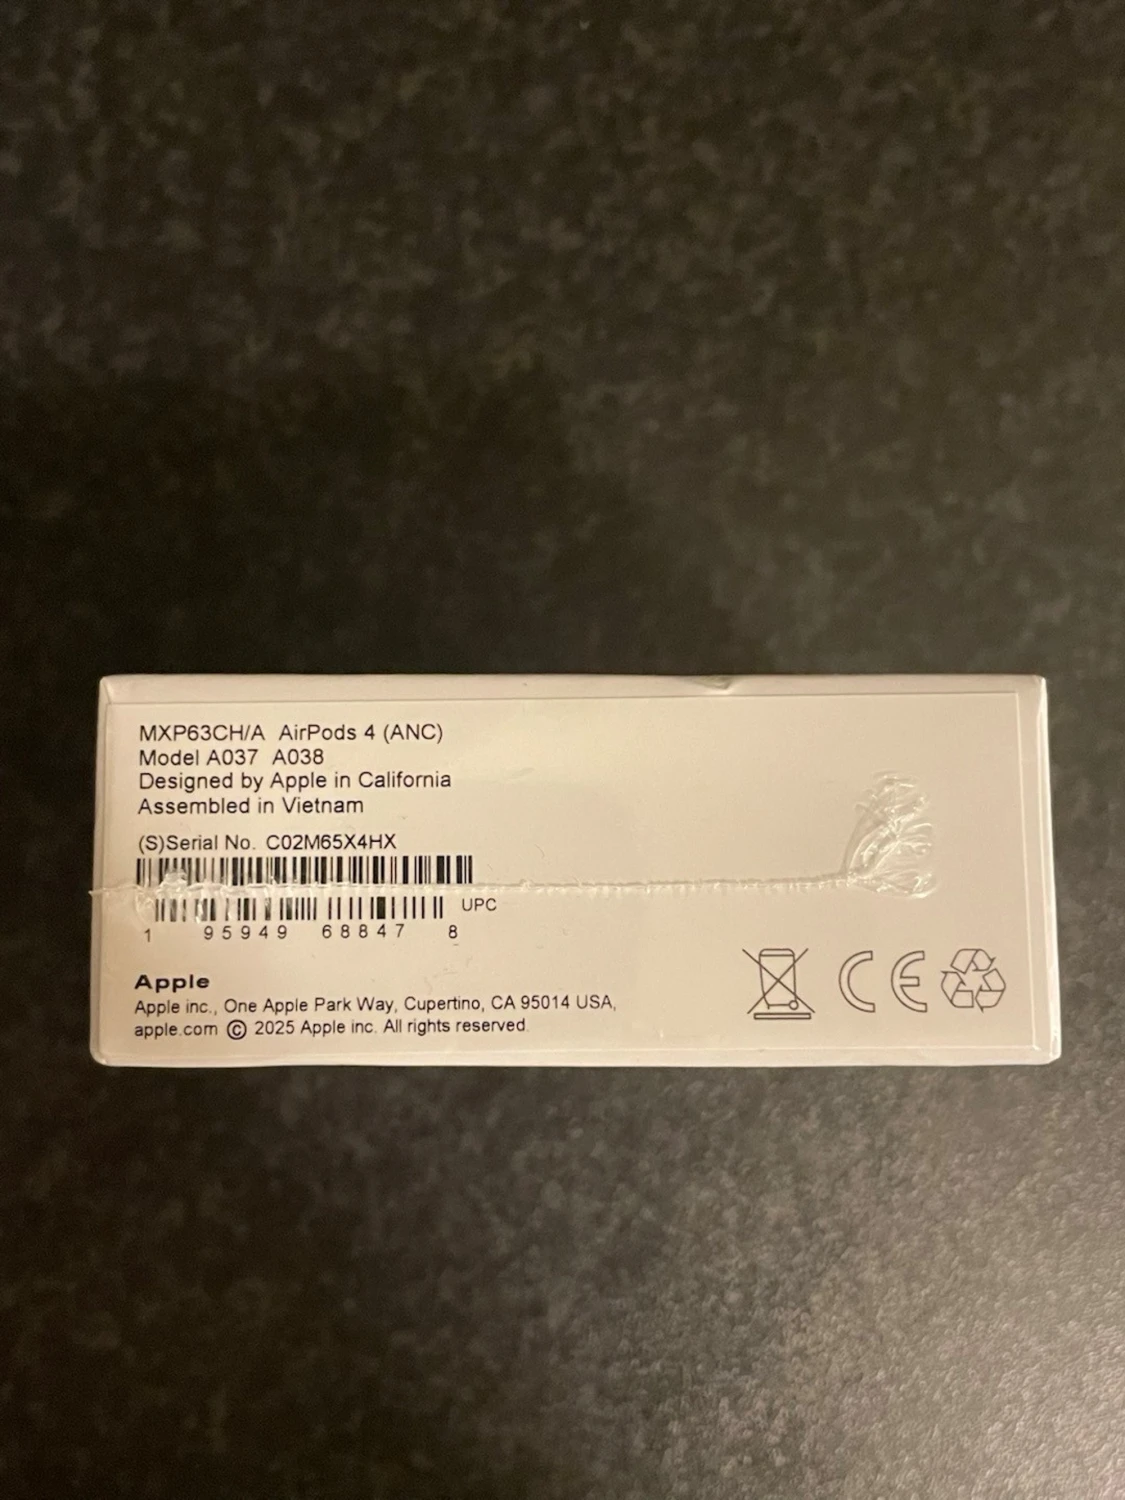 MXP63CH/A AirPods 4 (ANC)
Model A037 A038
Designed by Apple in California
Assembled in Vietnam
(S)Serial No. C02M65X4HX
UPC
1 95949 68847 8
Apple
Apple inc., One Apple Park Way, Cupertino, CA 95014 USA,
apple.com © 2025 Apple inc. All rights reserved.
CE